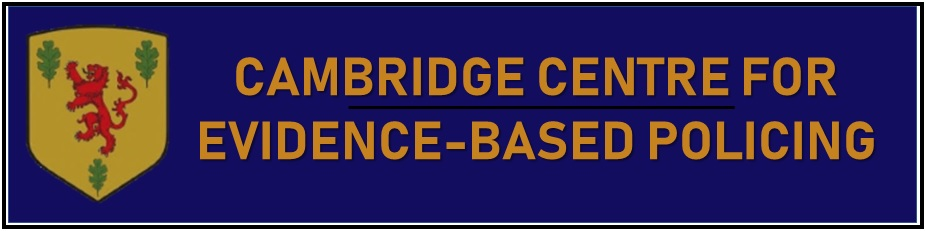 CAMBRIDGE CENTRE FOR
EVIDENCE-BASED POLICING